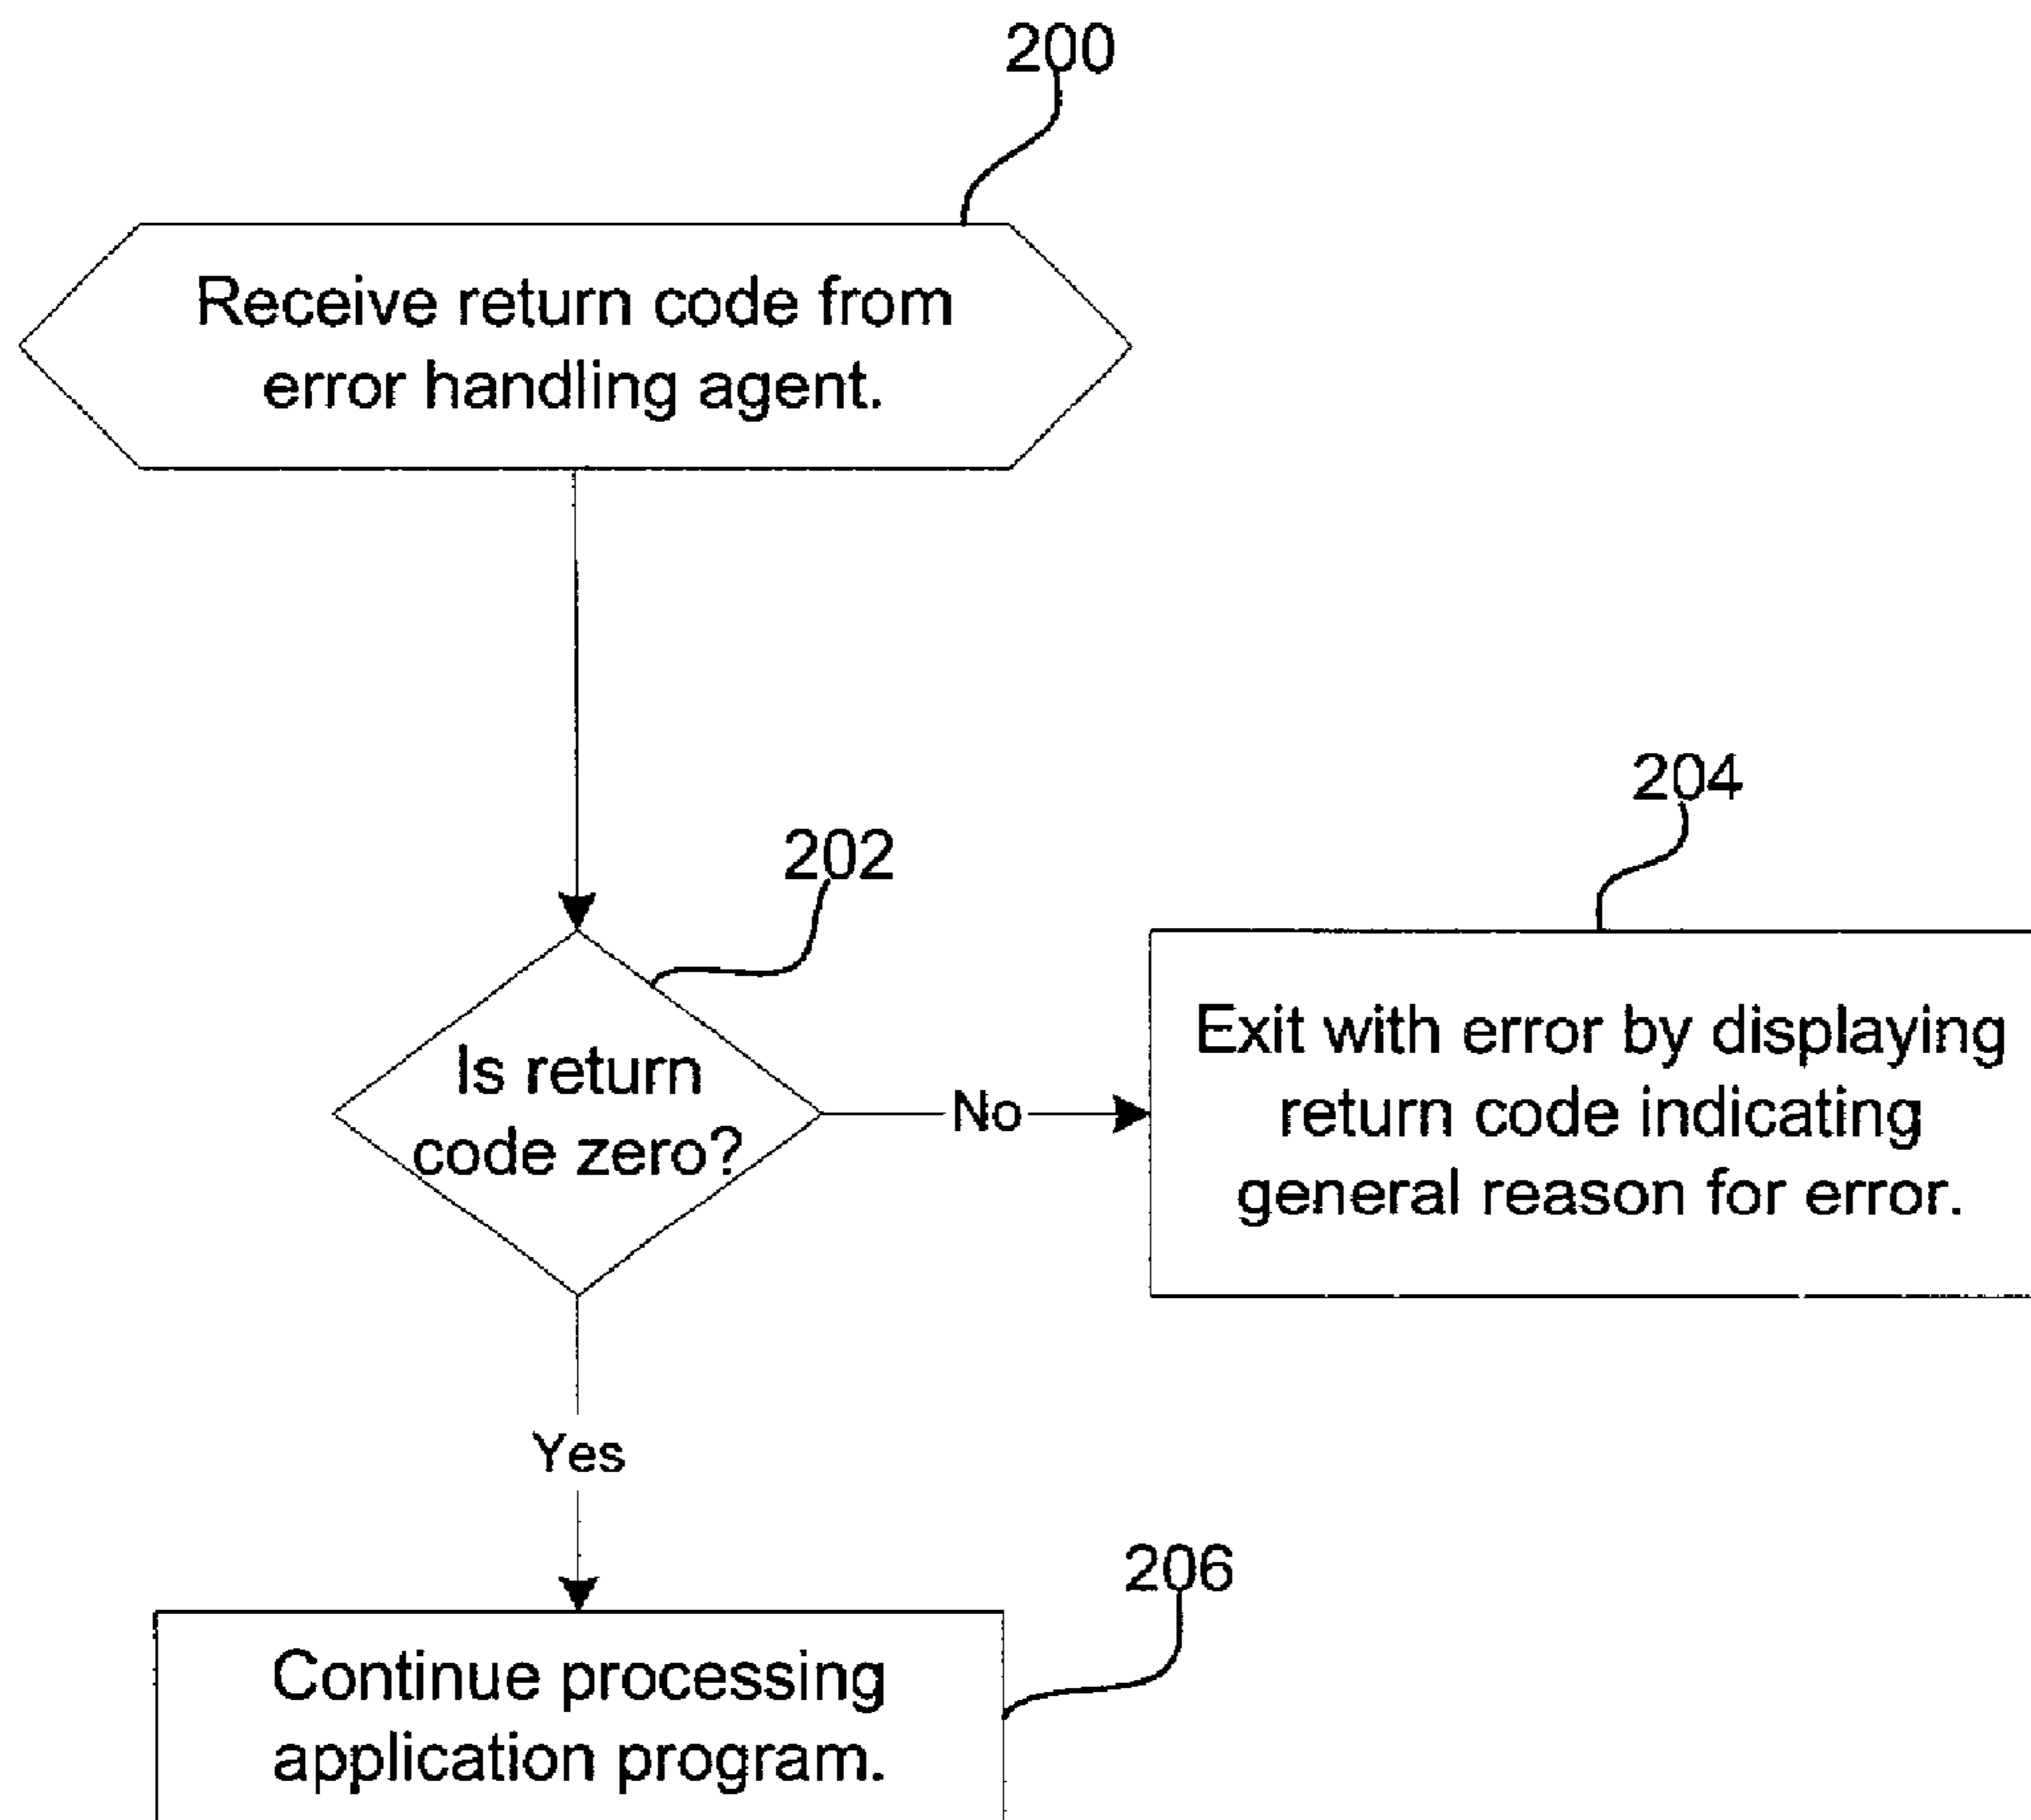 200
Receive return code from
error handling agent.
202
Is return
code zero?
No
204
Exit with error by displaying
return code indicating
general reason for error.
Yes
206
Continue processing
application program.